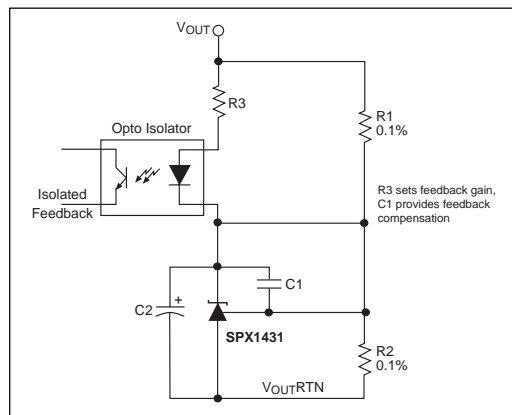 VOUT
R3
R1
0.1%
Opto Isolator
Isolated
Feedback
R3 sets feedback gain,
C1 provides feedback
compensation
C1
C2
+
SPX1431
R2
0.1%
VOUTRTN